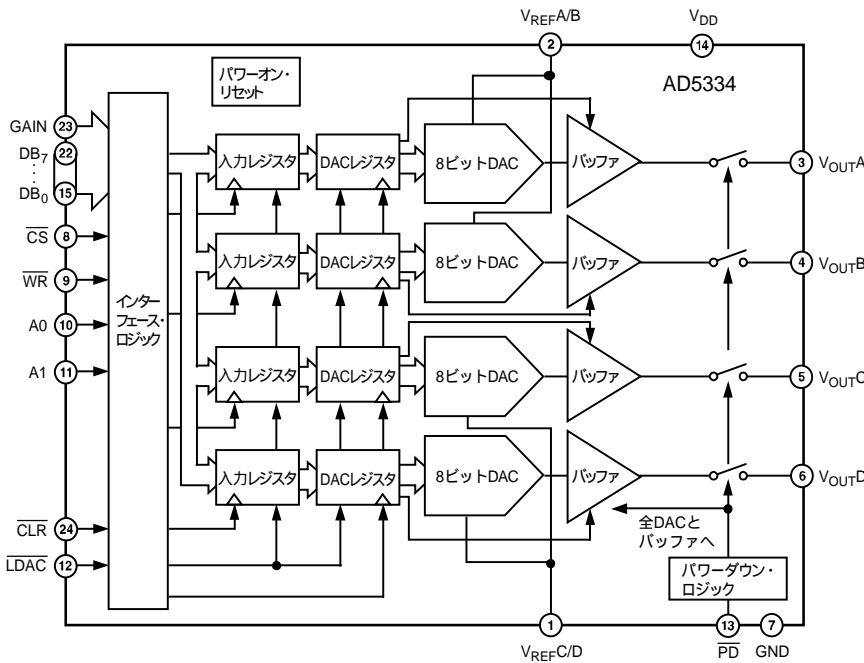 VREFA/B
VDD
2
14
パワーオン・
リセット
AD5334
GAIN
23
DB7
22
DB0
15
入力レジスタ
DACレジスタ
8ビットDAC
バッファ
3
VOUTA
CS
8
入力レジスタ
DACレジスタ
8ビットDAC
バッファ
4
VOUTB
WR
9
インター
フェース・
ロジック
A0
10
A1
11
入力レジスタ
DACレジスタ
8ビットDAC
バッファ
5
VOUTC
入力レジスタ
DACレジスタ
8ビットDAC
バッファ
6
VOUTD
CLR
24
全DACと
バッファへ
LDAC
12
パワーダウン・
ロジック
1
13
7
VREFC/D
PD
GND